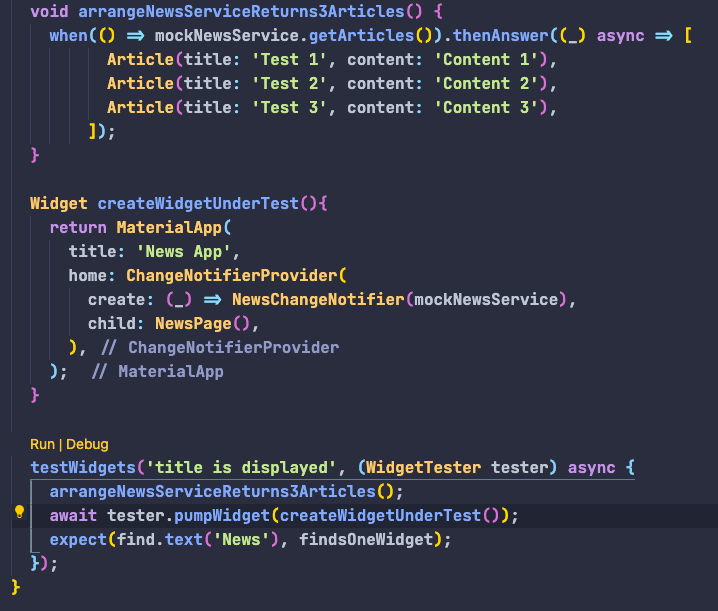 void arrangeNewsServiceReturns3Articles() {
  when(() => mockNewsService.getArticles()).thenAnswer((_) async => [
        Article(title: 'Test 1', content: 'Content 1'),
        Article(title: 'Test 2', content: 'Content 2'),
        Article(title: 'Test 3', content: 'Content 3'),
      ]);
}
Widget createWidgetUnderTest(){
  return MaterialApp(
    title: 'News App',
    home: ChangeNotifierProvider(
      create: (_) => NewsChangeNotifier(mockNewsService),
      child: NewsPage(),
    ), // ChangeNotifierProvider
  ); // MaterialApp
}
Run | Debug
testWidgets('title is displayed', (WidgetTester tester) async {
  arrangeNewsServiceReturns3Articles();
  await tester.pumpWidget(createWidgetUnderTest());
  expect(find.text('News'), findsOneWidget);
});
}